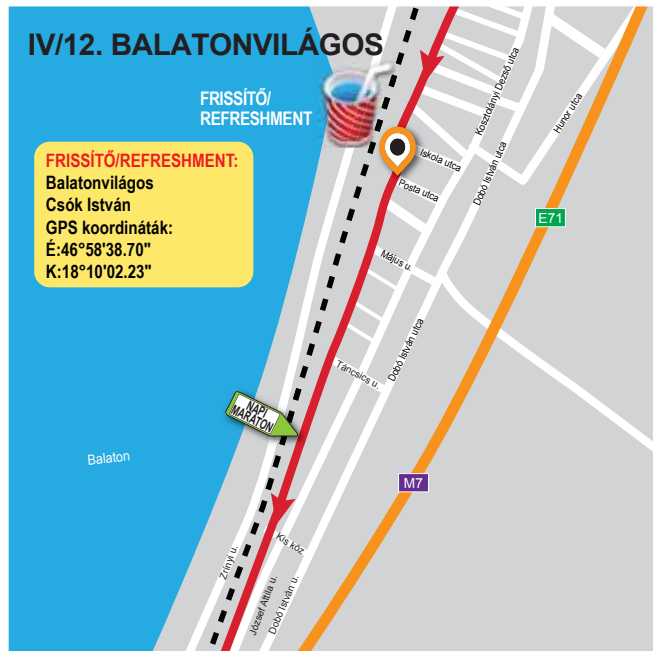 IV/12. BALATONVILÁGOS
FRISSÍTŐ/
REFRESHMENT
FRISSÍTŐ/REFRESHMENT:
Balatonvilágos
Csók István
GPS koordináták:
É:46°58'38.70"
K:18°10'02.23"
Kosztolányi Dezső utca
Hunor utca
Iskola utca
Dobó István utca
Posta utca
E71
Május u.
Dobó István utca
Táncsics u.
NAPI
MARATON
Balaton
M7
Kis köz
Zrínyi u.
József Attila u.
Dobó István u.